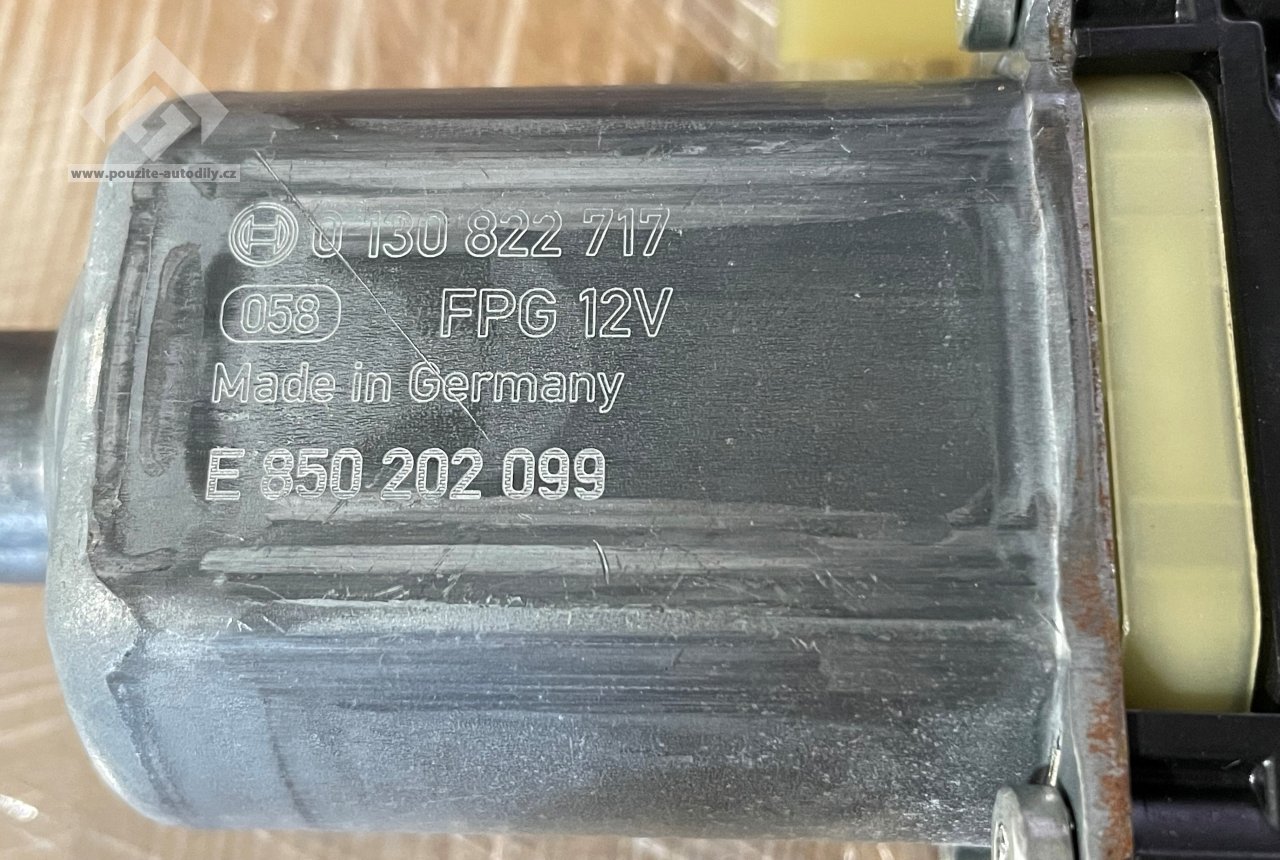 www.pouzite-autodily.cz
0 130 822 717
058 FPG 12V
Made in Germany
E 850 202 099